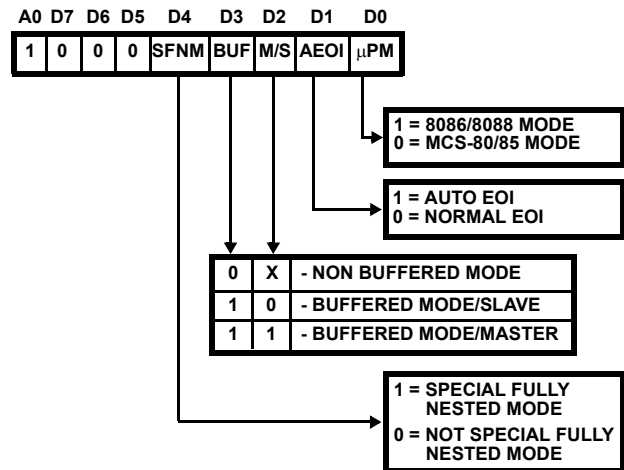 A0 D7 D6 D5 D4 D3 D2 D1 D0
1 0 0 0 SFNM BUF M/S AEOI µPM
1 = 8086/8088 MODE
0 = MCS-80/85 MODE
1 = AUTO EOI
0 = NORMAL EOI
0 X - NON BUFFERED MODE
1 0 - BUFFERED MODE/SLAVE
1 1 - BUFFERED MODE/MASTER
1 = SPECIAL FULLY
NESTED MODE
0 = NOT SPECIAL FULLY
NESTED MODE